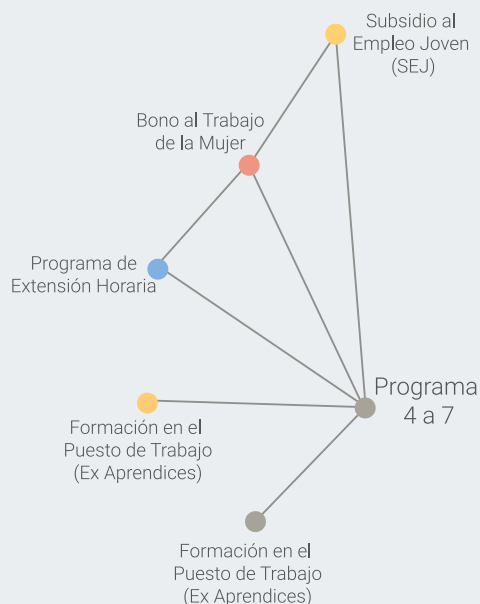 Subsidio al
Empleo Joven
(SEJ)
Bono al Trabajo
de la Mujer
Programa de
Extensión Horaria
Programa
4 a 7
Formación en el
Puesto de Trabajo
(Ex Aprendices)
Formación en el
Puesto de Trabajo
(Ex Aprendices)